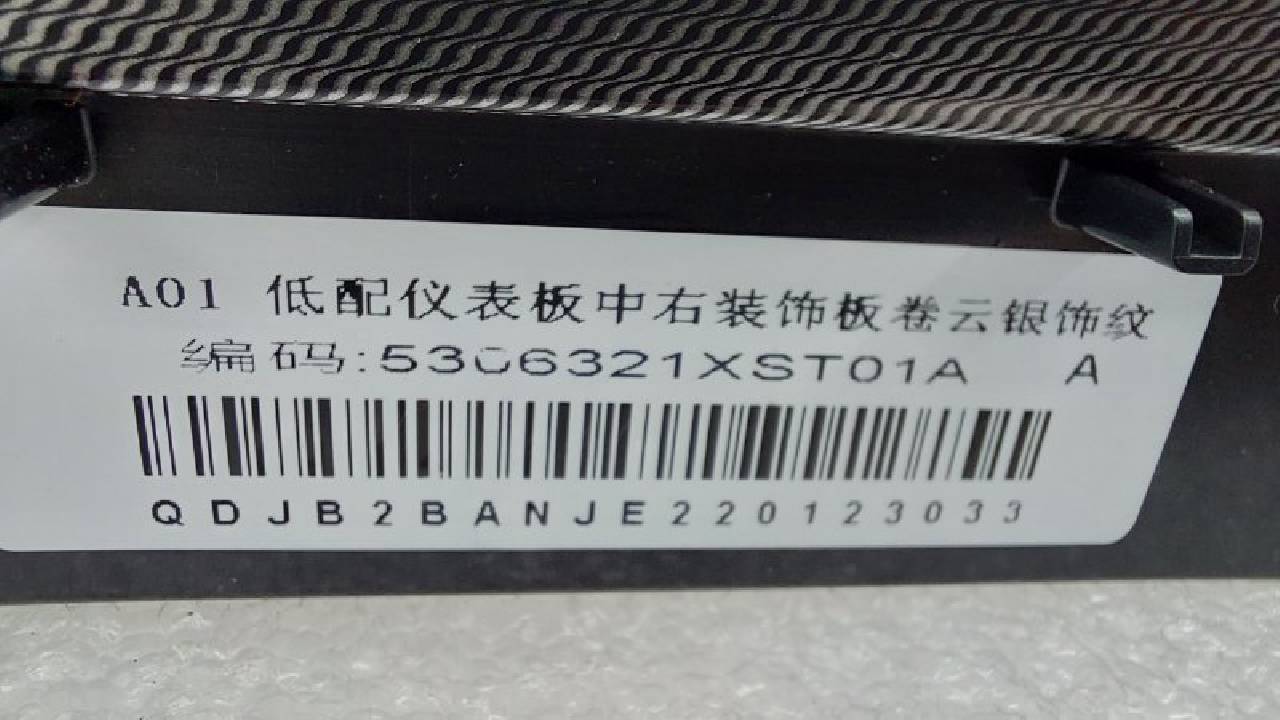 A01 低配仪表板中右装饰板卷云银饰纹
编码:5306321XST01A A
QDJB2BANJE220123033